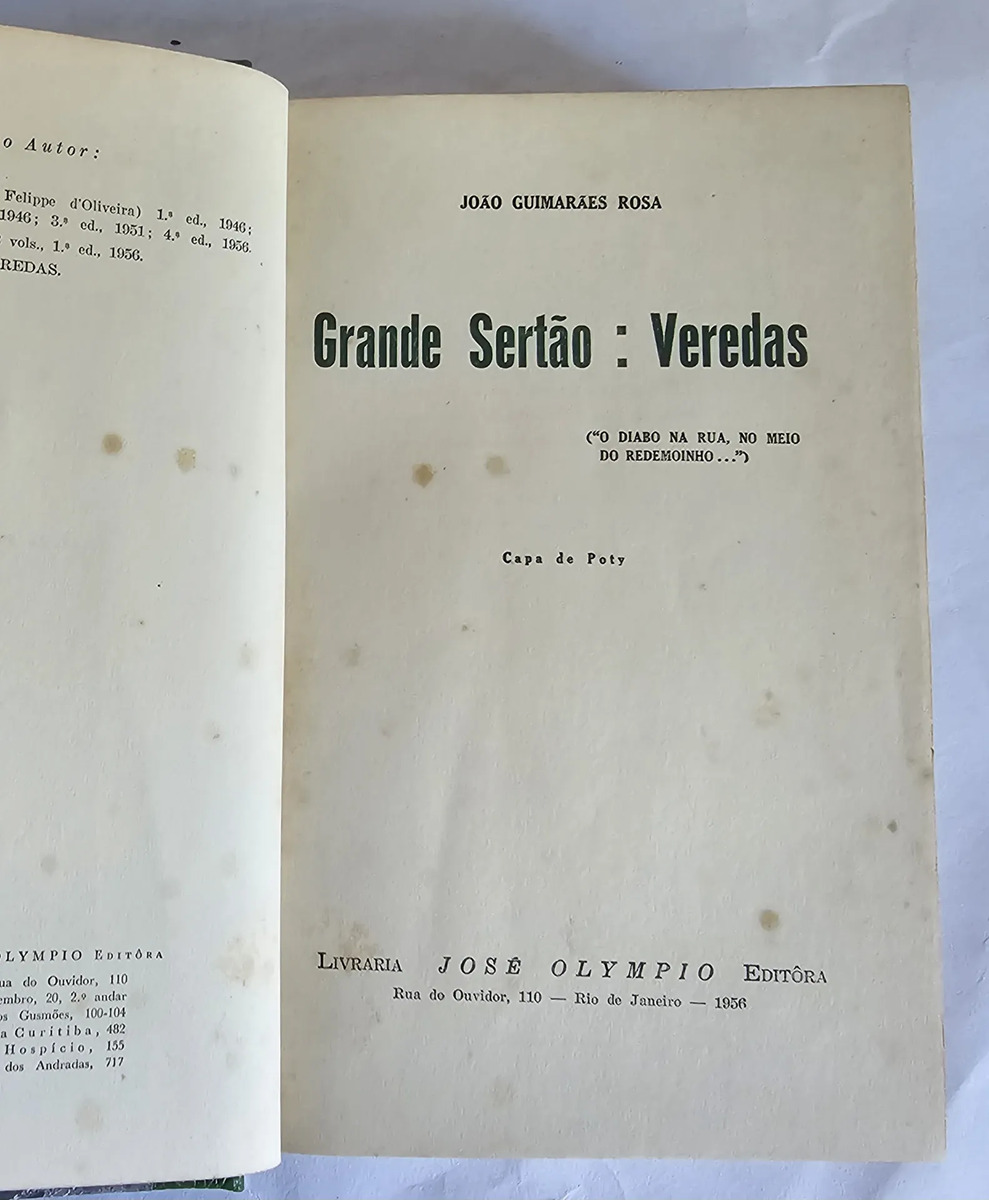 o Autor:
Felippe d'Oliveira) 1.ª ed., 1946;
1946; 3.ª ed., 1951; 4.ª ed., 1956.
vols., 1.ª ed., 1956.
REDAS.
OLYMPIO EDITÔRA
ua do Ouvidor, 110
embro, 20, 2.º andar
os Gusmões, 100-104
a Curitiba, 482
Hospício, 155
dos Andradas, 717
JOÃO GUIMARÃES ROSA
Grande Sertão : Veredas
("O DIABO NA RUA, NO MEIO
DO REDEMOINHO...")
Capa de Poty
LIVRARIA JOSÉ OLYMPIO EDITÔRA
Rua do Ouvidor, 110 — Rio de Janeiro — 1956